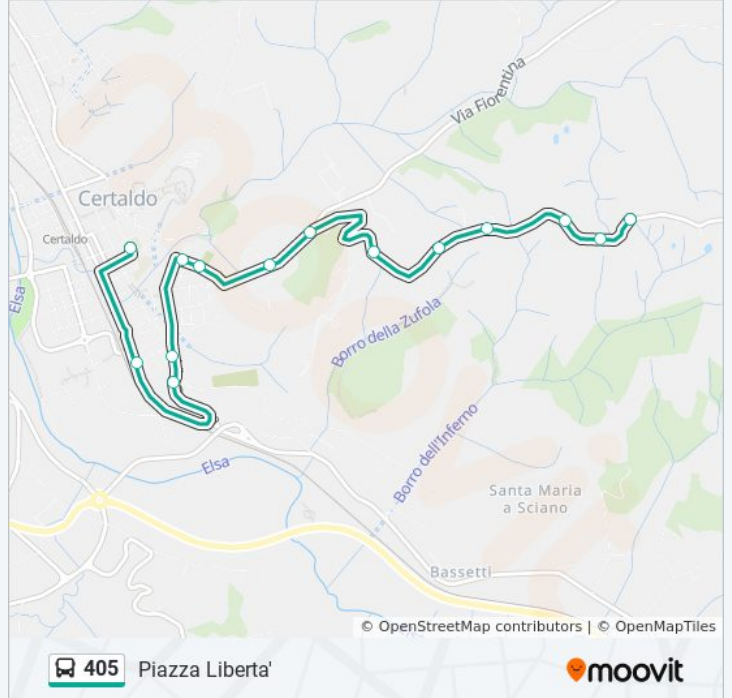 Via Fiorentina
Certaldo
Certaldo
Elsa
Borro della Zufola
Borro dell'Inferno
Elsa
Santa Maria
a Sciano
Bassetti
© OpenStreetMap contributors | © OpenMapTiles
405 Piazza Liberta'
moovit